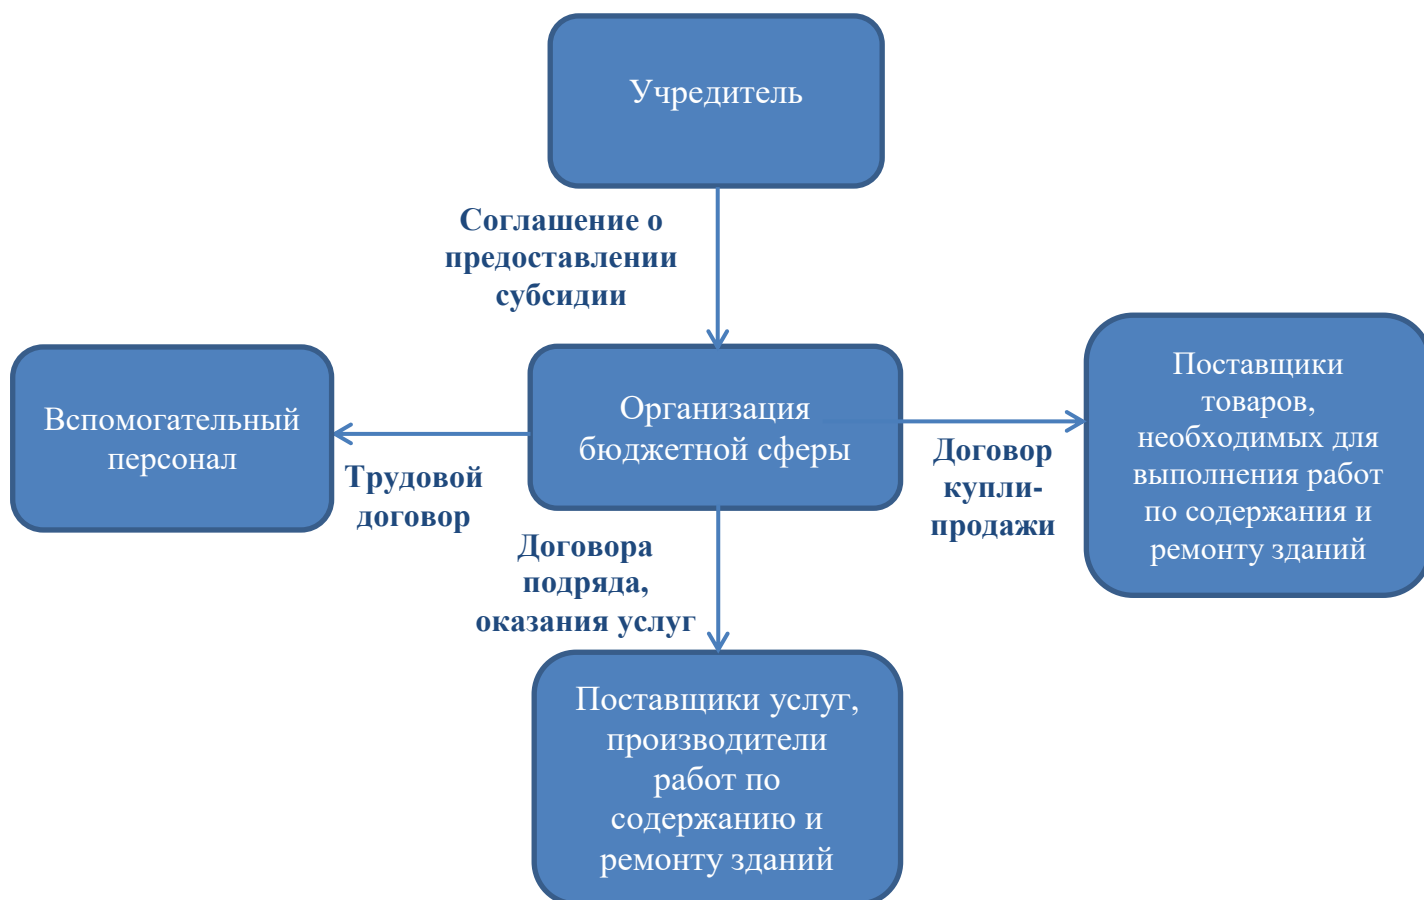 Учредитель
Соглашение о
предоставлении
субсидии
Вспомогательный
персонал
Трудовой
договор
Организация
бюджетной сферы
Договор
купли-
продажи
Поставщики
товаров,
необходимых для
выполнения работ
по содержания и
ремонту зданий
Договора
подряда,
оказания услуг
Поставщики услуг,
производители
работ по
содержанию и
ремонту зданий